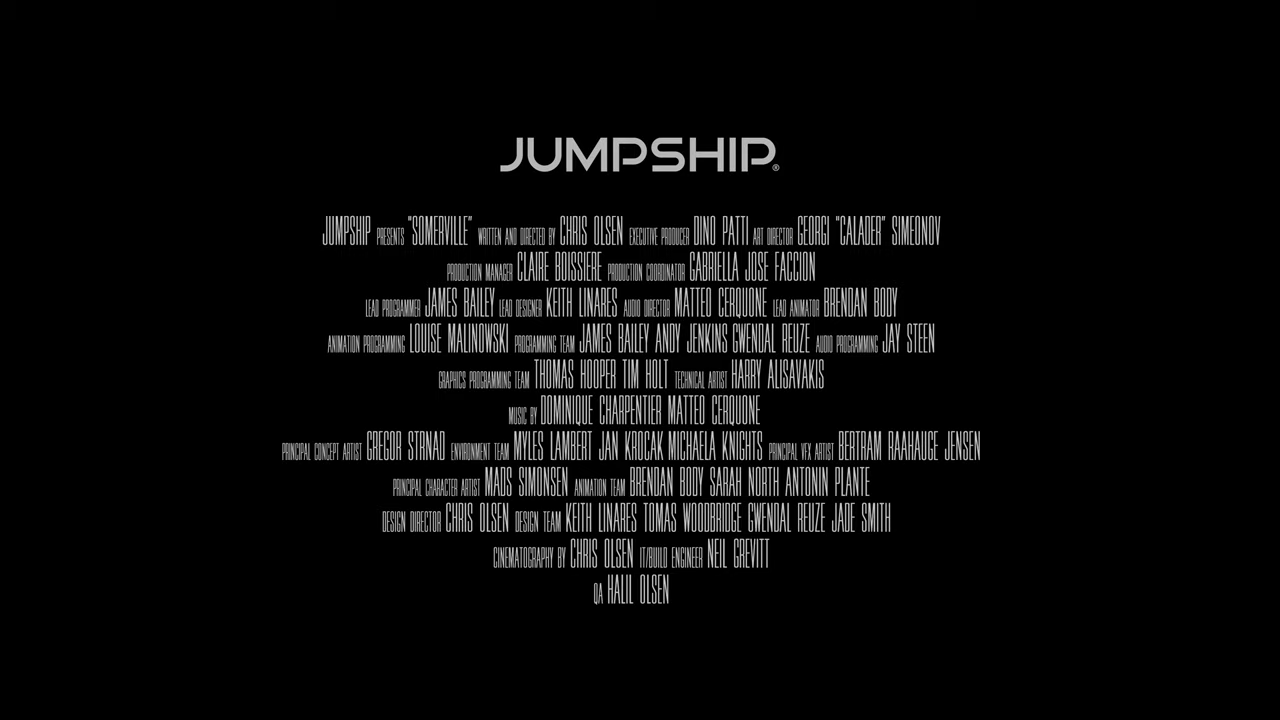 JUMPSHIP®
JUMPSHIP PRESENTS "SOMERVILLE" WRITTEN AND DIRECTED BY CHRIS OLSEN EXECUTIVE PRODUCER DINO PATTI ART DIRECTOR GEORGI "CALADER" SIMEONOV
PRODUCTION MANAGER CLAIRE BOISSIERE PRODUCTION COORDINATOR GABRIELLA JOSE FACCION
LEAD PROGRAMMER JAMES BAILEY LEAD DESIGNER KEITH LINARES AUDIO DIRECTOR MATTEO CERQUONE LEAD ANIMATOR BRENDAN BODY
ANIMATION PROGRAMMING LOUISE MALINOWSKI PROGRAMMING TEAM JAMES BAILEY ANDY JENKINS GWENDAL REUZE AUDIO PROGRAMMING JAY STEEN
GRAPHICS PROGRAMMING TEAM THOMAS HOOPER TIM HOLT TECHNICAL ARTIST HARRY ALISAVAKIS
MUSIC BY DOMINIQUE CHARPENTIER MATTEO CERQUONE
PRINCIPAL CONCEPT ARTIST GREGOR STRNAD ENVIRONMENT TEAM MYLES LAMBERT JAN KROCAK MICHAELA KNIGHTS PRINCIPAL VFX ARTIST BERTRAM RAAHAUGE JENSEN
PRINCIPAL CHARACTER ARTIST MADS SIMONSEN ANIMATION TEAM BRENDAN BODY SARAH NORTH ANTONIN PLANTE
DESIGN DIRECTOR CHRIS OLSEN DESIGN TEAM KEITH LINARES TOMAS WOODBRIDGE GWENDAL REUZE JADE SMITH
CINEMATOGRAPHY BY CHRIS OLSEN IT/BUILD ENGINEER NEIL GREVITT
QA HALIL OLSEN